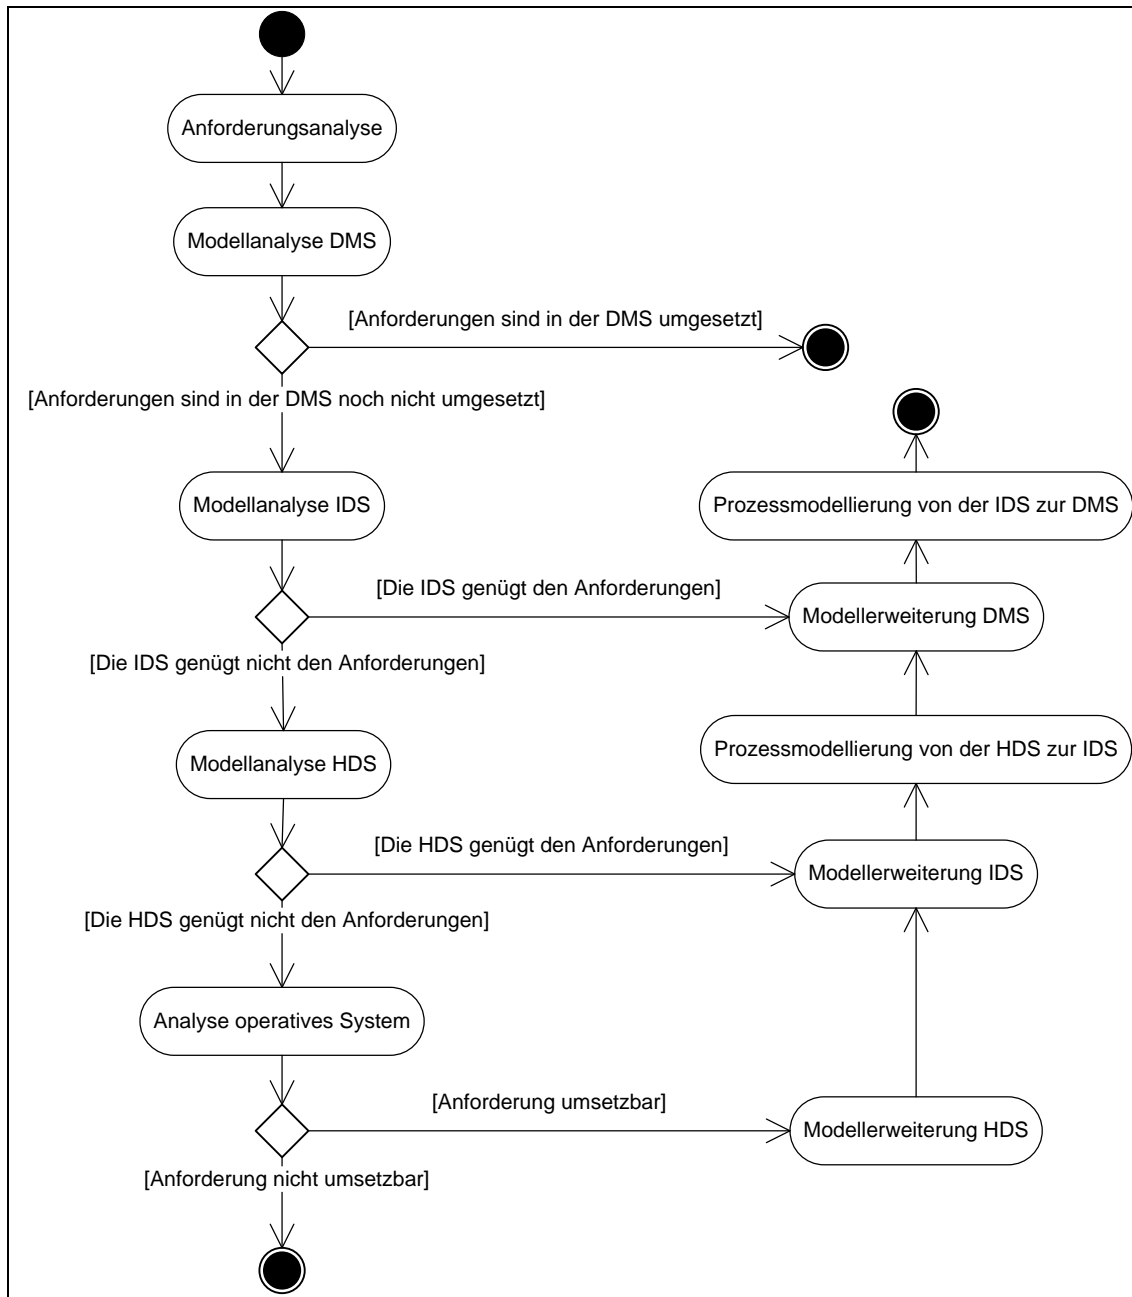 Anforderungsanalyse
Modellanalyse DMS
[Anforderungen sind in der DMS umgesetzt]
[Anforderungen sind in der DMS noch nicht umgesetzt]
Modellanalyse IDS
Prozessmodellierung von der IDS zur DMS
[Die IDS genügt den Anforderungen]
Modellerweiterung DMS
[Die IDS genügt nicht den Anforderungen]
Modellanalyse HDS
Prozessmodellierung von der HDS zur IDS
[Die HDS genügt den Anforderungen]
Modellerweiterung IDS
[Die HDS genügt nicht den Anforderungen]
Analyse operatives System
[Anforderung umsetzbar]
Modellerweiterung HDS
[Anforderung nicht umsetzbar]